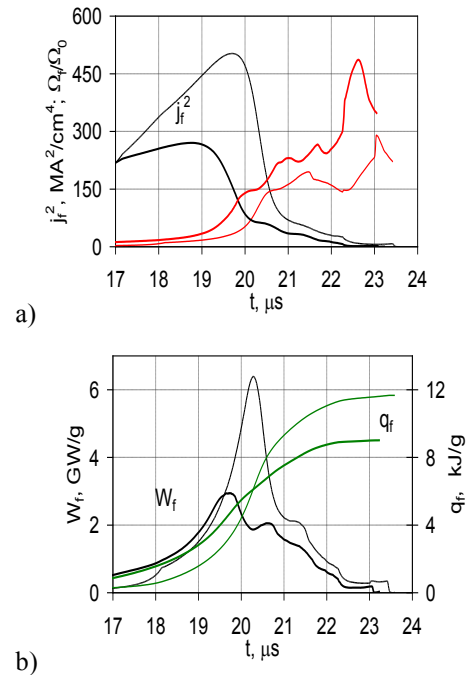 j_f^2, MA^2/cm^4; Ω_f/Ω_0
600
450
300
150
0
j_f^2
17 18 19 20 21 22 23 24
t, μs
a)
W_f, GW/g
6
4
2
0
W_f
q_f
12
8
4
0
q_f, kJ/g
17 18 19 20 21 22 23 24
t, μs
b)